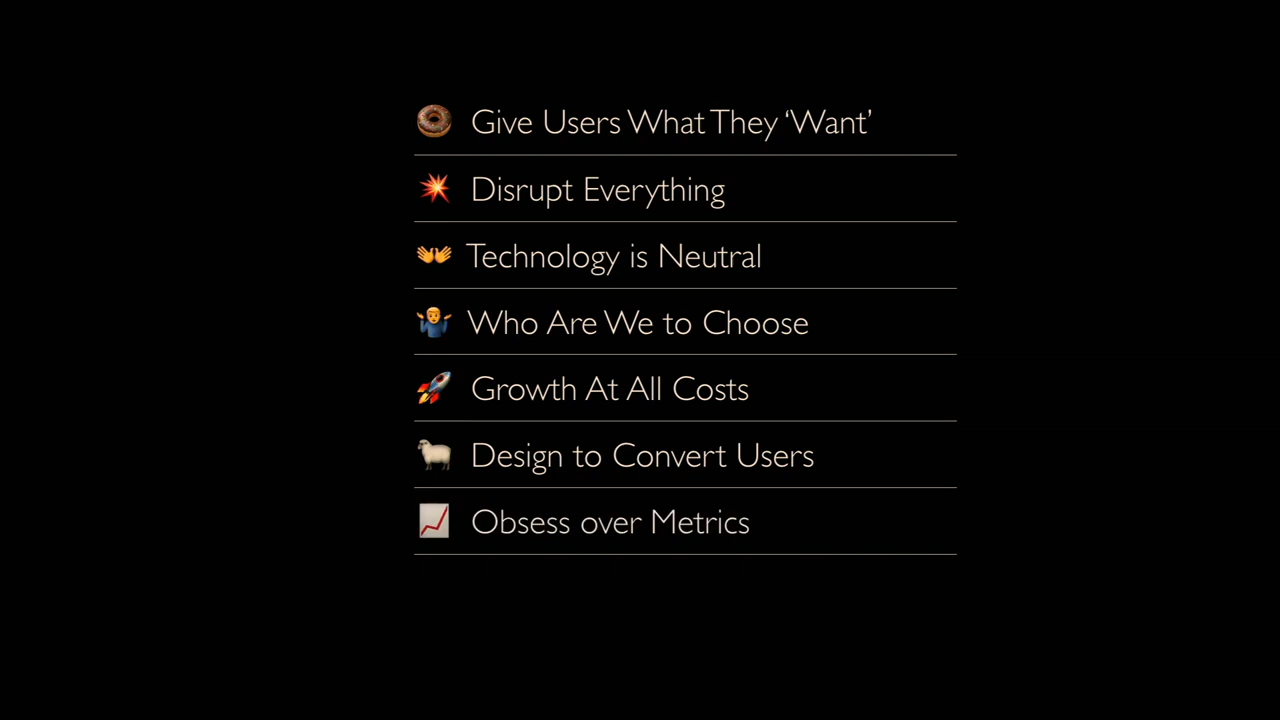 Give Users What They ‘Want’
Disrupt Everything
Technology is Neutral
Who Are We to Choose
Growth At All Costs
Design to Convert Users
Obsess over Metrics